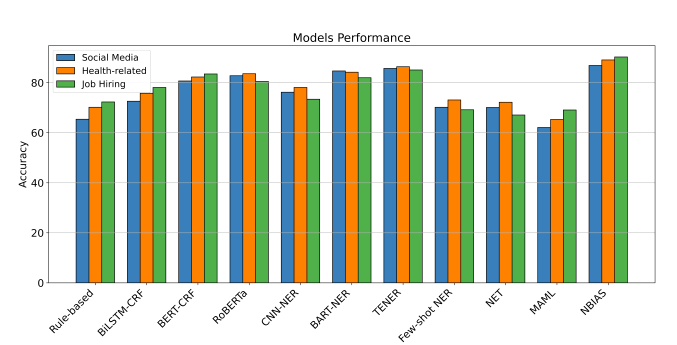 Models Performance
Social Media
Health-related
Job Hiring
Accuracy
80
60
40
20
0
Rule-based
BiLSTM-CRF
BERT-CRF
RoBERTa
CNN-NER
BART-NER
TENER
Few-shot NER
NET
MAML
NBIAS